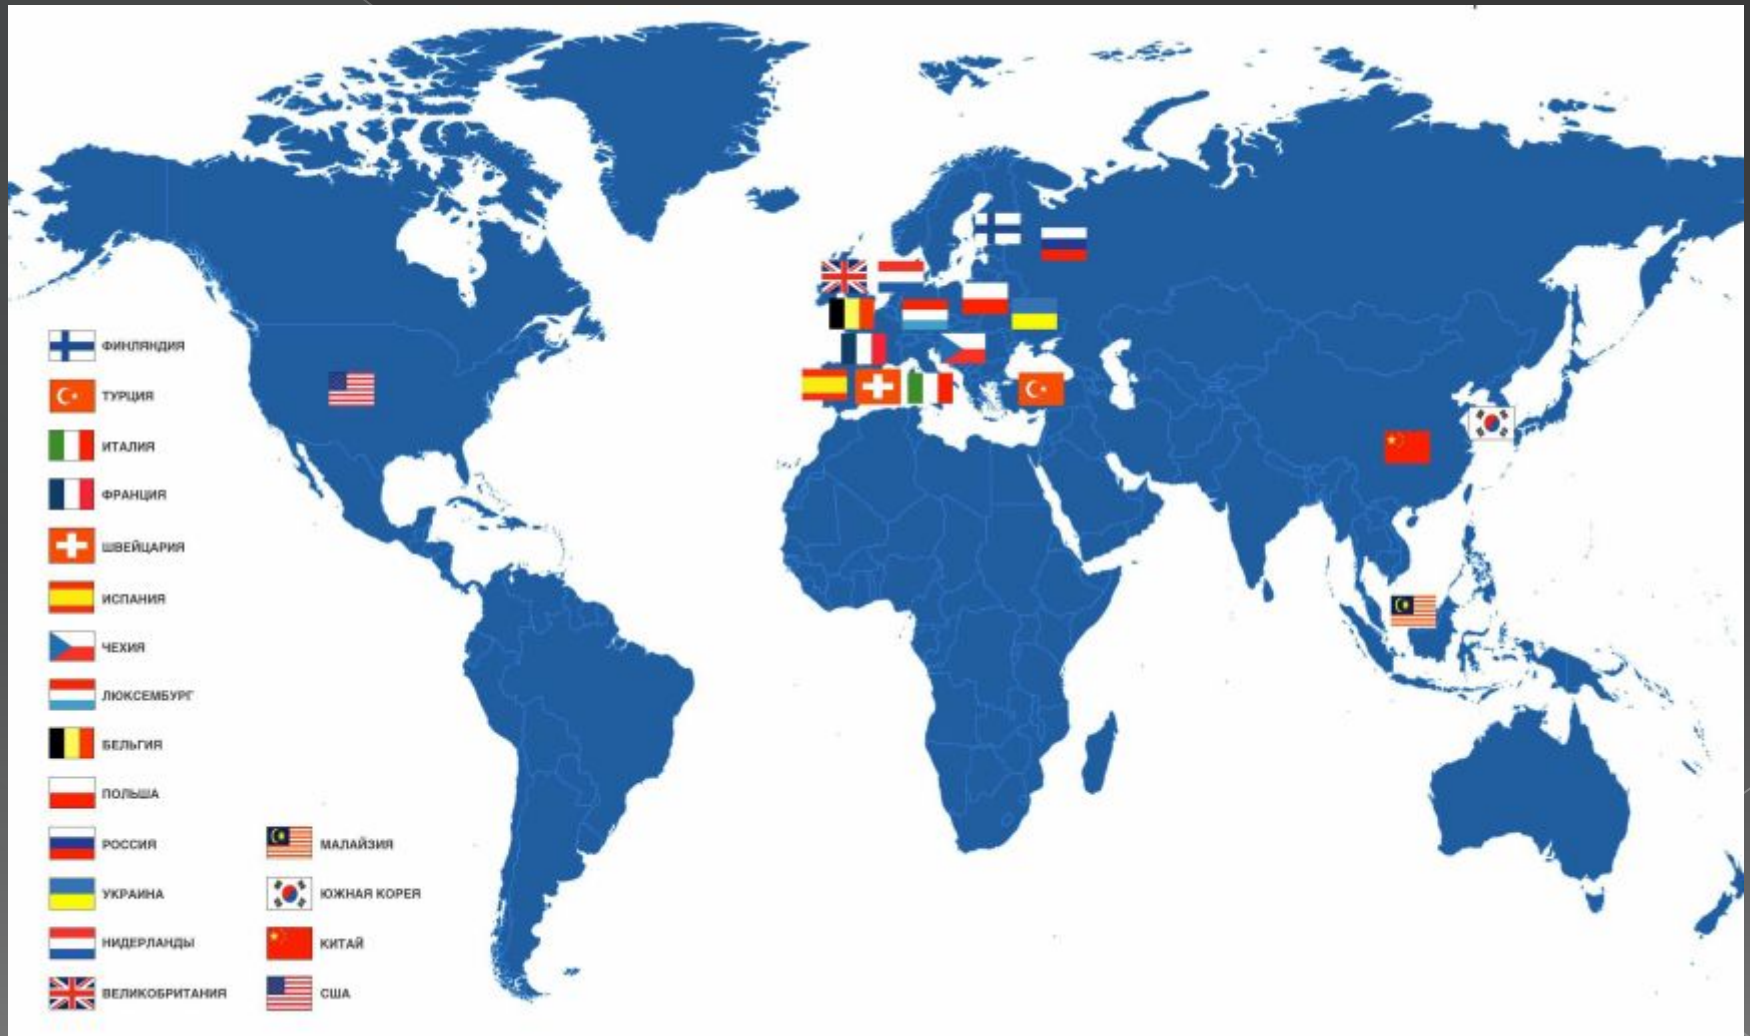 ФИНЛЯНДИЯ
ТУРЦИЯ
ИТАЛИЯ
ФРАНЦИЯ
ШВЕЙЦАРИЯ
ИСПАНИЯ
ЧЕХИЯ
ЛЮКСЕМБУРГ
БЕЛЬГИЯ
ПОЛЬША
РОССИЯ
УКРАИНА
НИДЕРЛАНДЫ
ВЕЛИКОБРИТАНИЯ
МАЛАЙЗИЯ
ЮЖНАЯ КОРЕЯ
КИТАЙ
США